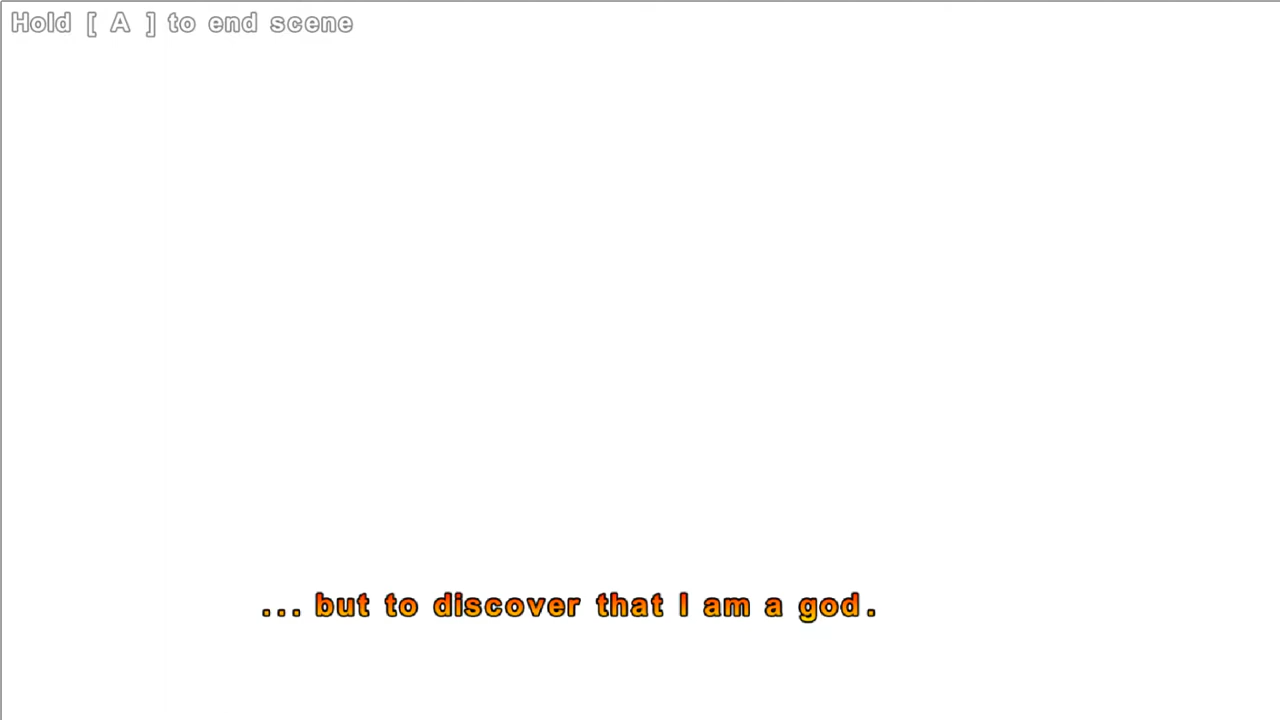 Hold [ A ] to end scene
... but to discover that I am a god.